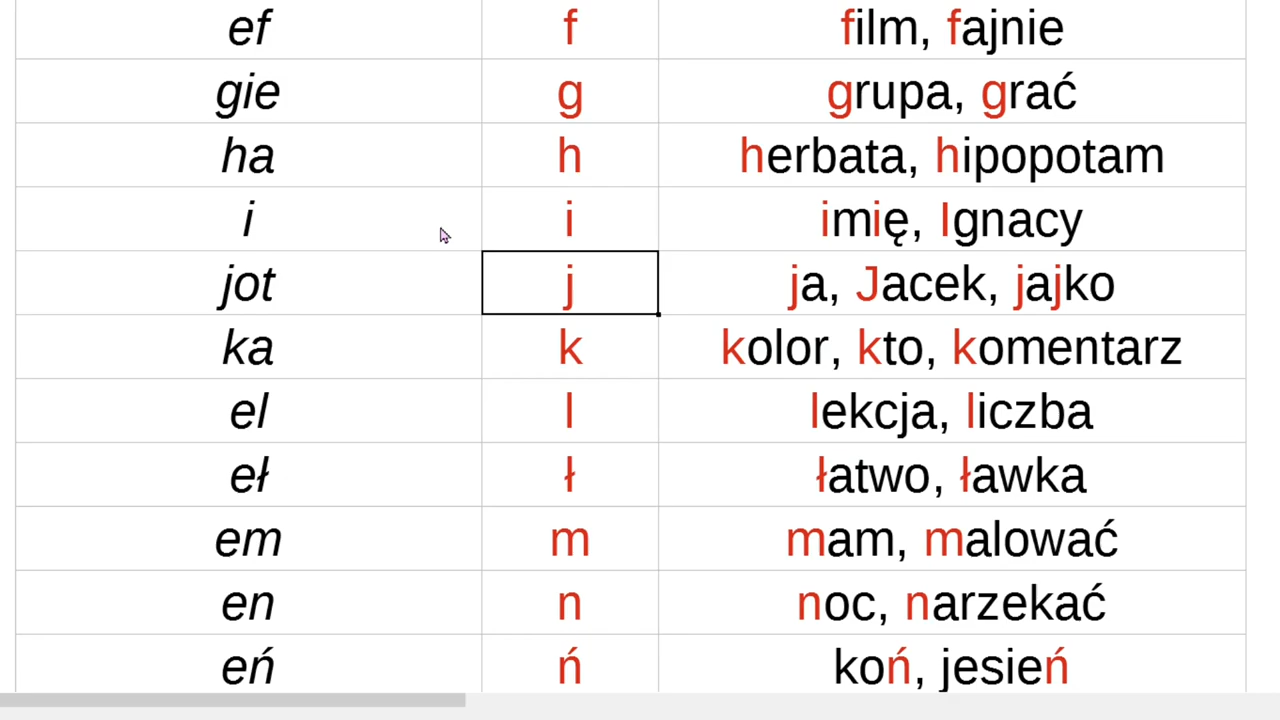 ef f film, fajnie
gie g grupa, grać
ha h herbata, hipopotam
i i imię, Ignacy
jot j ja, Jacek, jajko
ka k kolor, kto, komentarz
el l lekcja, liczba
eł ł łatwo, ławka
em m mam, malować
en n noc, narzekać
eń ń koń, jesień